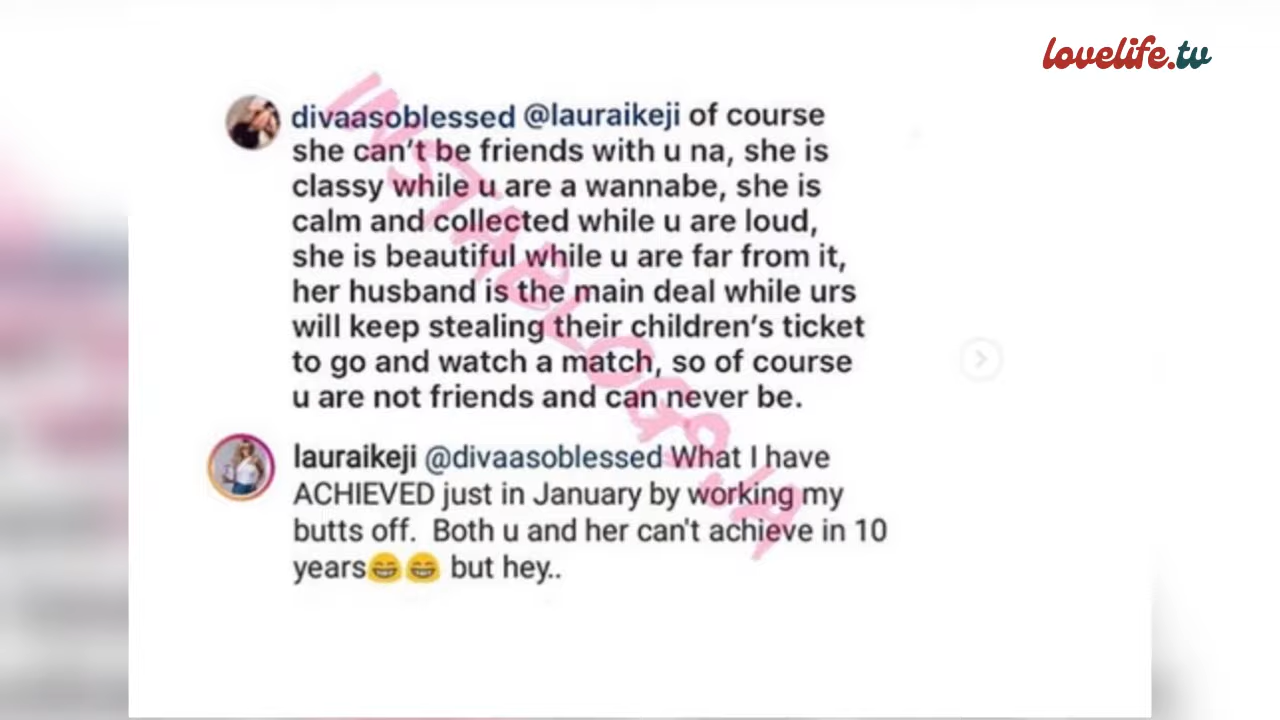 lovelife.tv
divaasoblessed @lauraikeji of course
she can't be friends with u na, she is
classy while u are a wannabe, she is
calm and collected while u are loud,
she is beautiful while u are far from it,
her husband is the main deal while urs
will keep stealing their children's ticket
to go and watch a match, so of course
u are not friends and can never be.
lauraikeji @divaasoblessed What I have
ACHIEVED just in January by working my
butts off. Both u and her can't achieve in 10
years😁😁 but hey..
INSTABLOG9JA